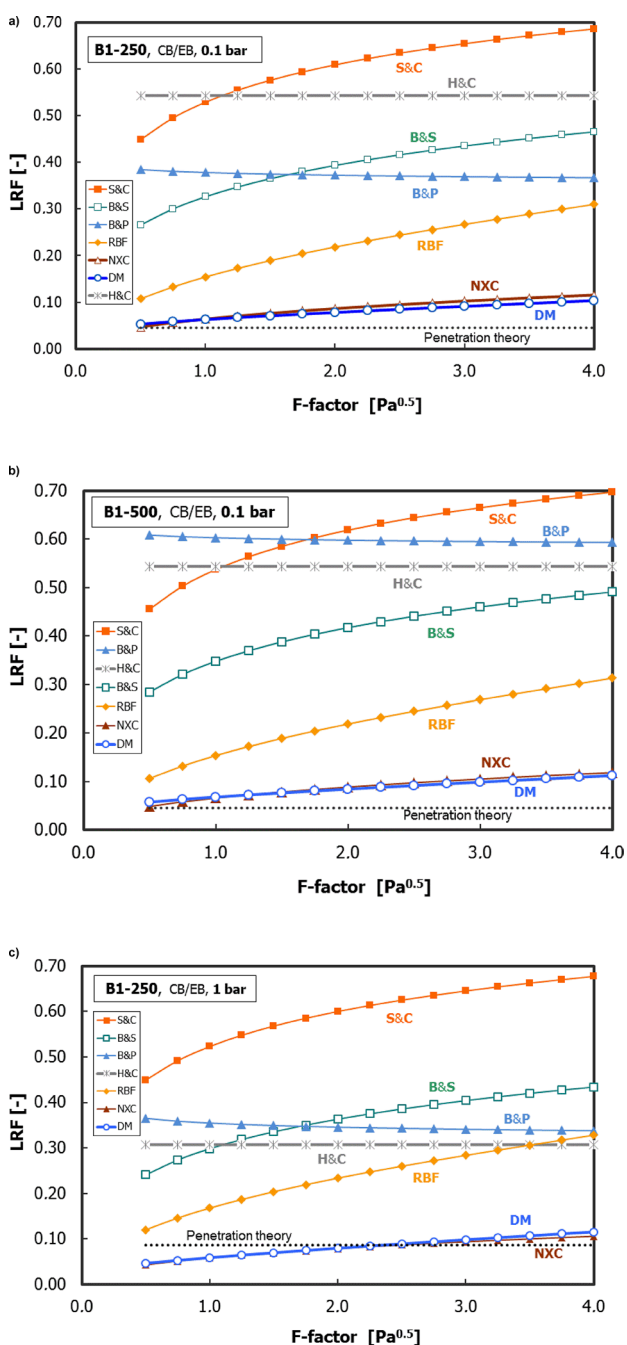 a)
B1-250, CB/EB, 0.1 bar
LRF [-]
0.70
0.60
0.50
0.40
0.30
0.20
0.10
0.00
S&C
H&C
B&S
B&P
RBF
NXC
DM
Penetration theory
S&C
B&S
B&P
RBF
NXC
DM
H&C
0.0
1.0
2.0
3.0
4.0
F-factor [Pa0.5]
b)
B1-500, CB/EB, 0.1 bar
LRF [-]
0.70
0.60
0.50
0.40
0.30
0.20
0.10
0.00
S&C
B&P
H&C
B&S
RBF
NXC
DM
Penetration theory
S&C
B&P
H&C
B&S
RBF
NXC
DM
0.0
1.0
2.0
3.0
4.0
F-factor [Pa0.5]
c)
B1-250, CB/EB, 1 bar
LRF [-]
0.70
0.60
0.50
0.40
0.30
0.20
0.10
0.00
S&C
B&S
B&P
H&C
RBF
DM
Penetration theory
NXC
S&C
B&S
B&P
H&C
RBF
NXC
DM
0.0
1.0
2.0
3.0
4.0
F-factor [Pa0.5]